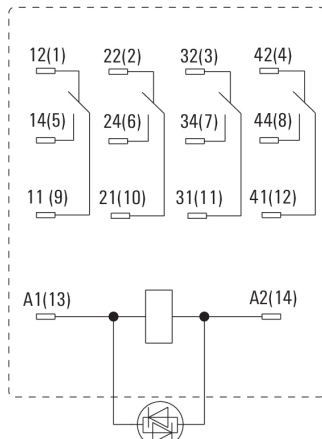 12(1) 22(2) 32(3) 42(4)
14(5) 24(6) 34(7) 44(8)
11 (9) 21(10) 31(11) 41(12)
A1(13) A2(14)